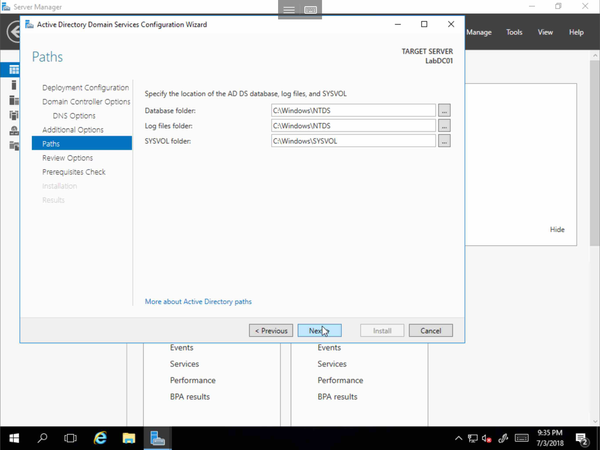 Server Manager
Active Directory Domain Services Configuration Wizard
Manage Tools View Help
Paths
TARGET SERVER
LabDC01
Deployment Configuration
Domain Controller Options
DNS Options
Additional Options
Paths
Review Options
Prerequisites Check
Installation
Results
Specify the location of the AD DS database, log files, and SYSVOL
Database folder: C:\Windows\NTDS ...
Log files folder: C:\Windows\NTDS ...
SYSVOL folder: C:\Windows\SYSVOL ...
Hide
More about Active Directory paths
< Previous Next > Install Cancel
Events Events
Services Services
Performance Performance
BPA results BPA results
9:35 PM
7/3/2018
2